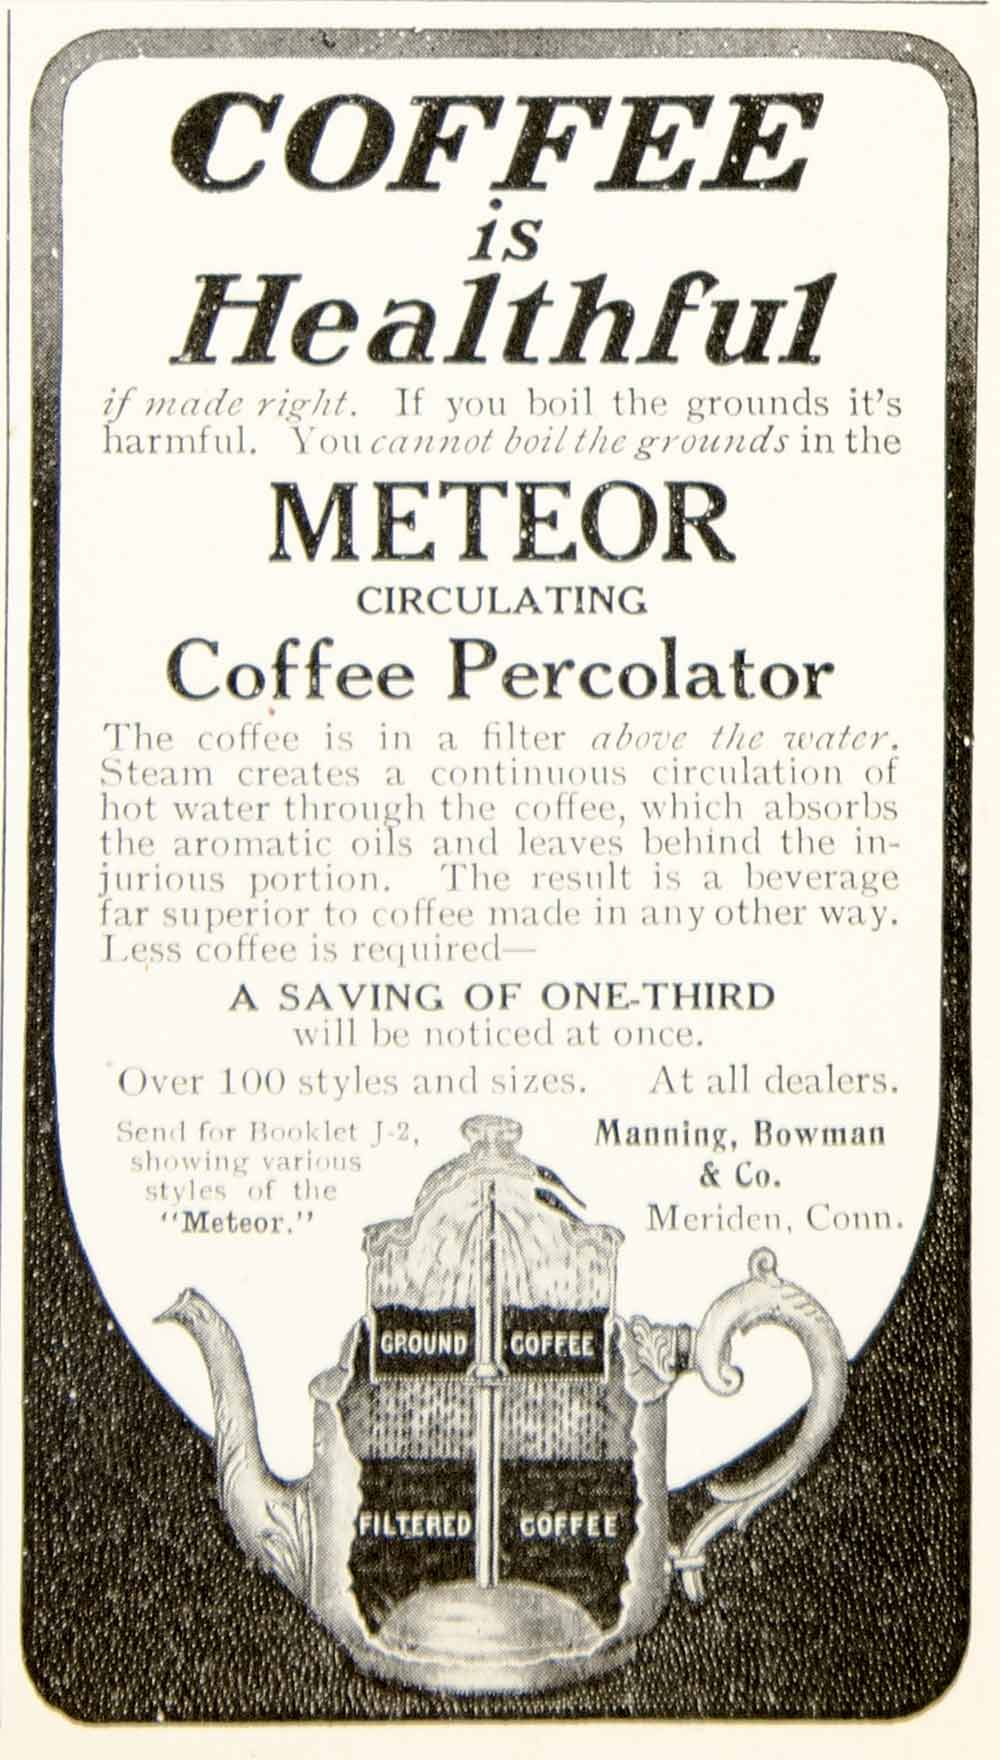 COFFEE
is
Healthful
if made right. If you boil the grounds it's
harmful. You cannot boil the grounds in the
METEOR
CIRCULATING
Coffee Percolator
The coffee is in a filter above the water.
Steam creates a continuous circulation of
hot water through the coffee, which absorbs
the aromatic oils and leaves behind the in-
jurious portion. The result is a beverage
far superior to coffee made in any other way.
Less coffee is required—
A SAVING OF ONE-THIRD
will be noticed at once.
Over 100 styles and sizes. At all dealers.
Send for Booklet J-2,
showing various
styles of the
"Meteor."
Manning, Bowman
& Co.
Meriden, Conn.
GROUND COFFEE
FILTERED COFFEE